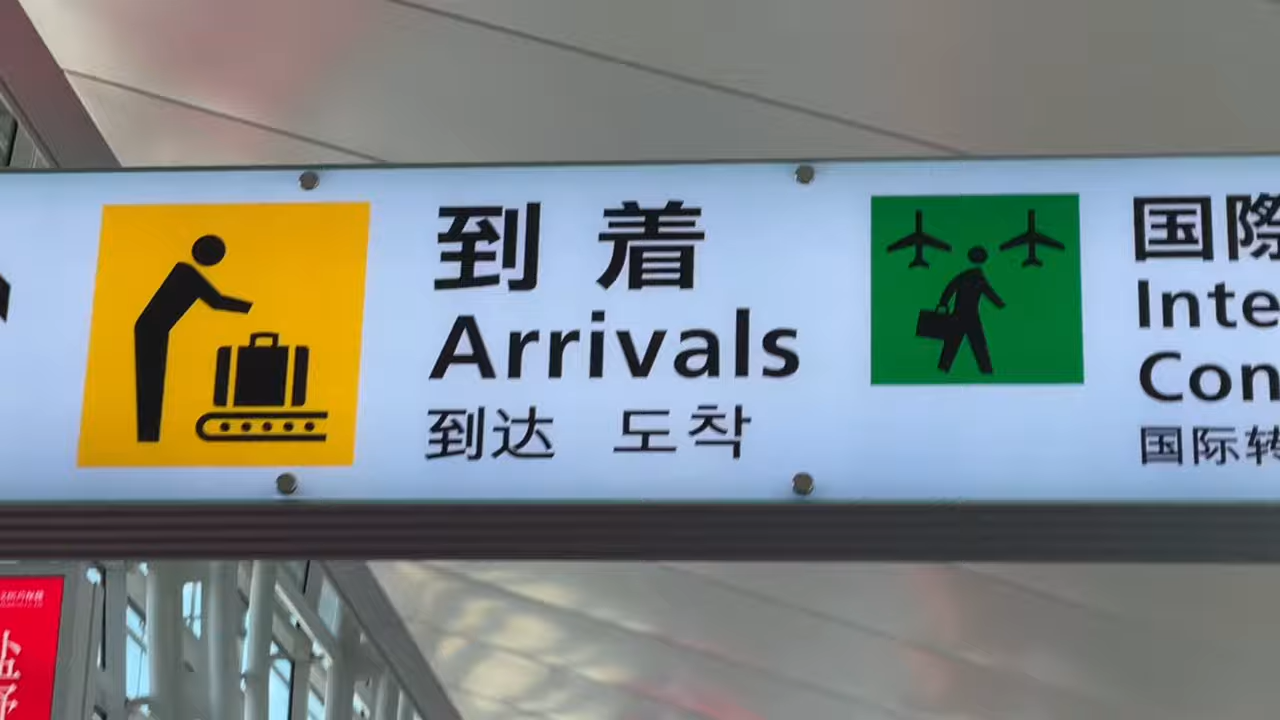 到着
Arrivals
到达 도착
国際
Inte
Con
国际转